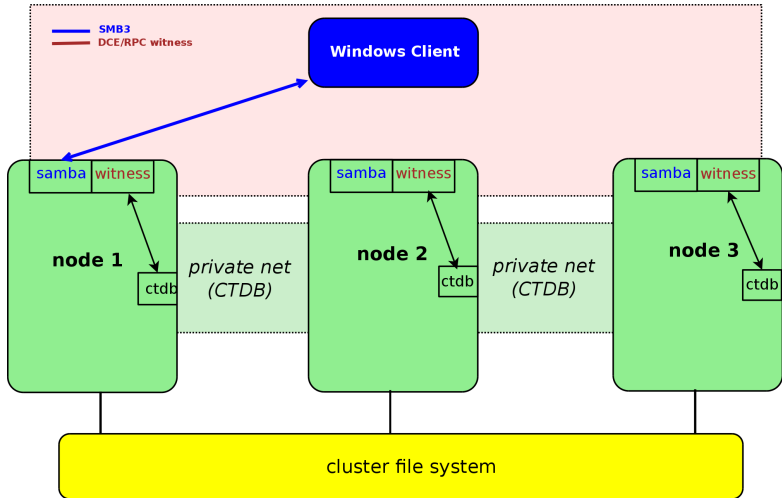 SMB3
DCE/RPC witness
Windows Client
samba witness
samba witness
samba witness
node 1
node 2
node 3
private net
(CTDB)
private net
(CTDB)
ctdb
ctdb
ctdb
cluster file system